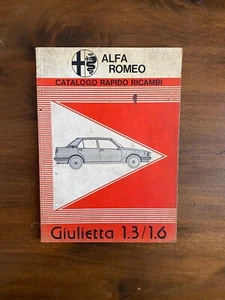 ALFA
ROMEO
CATALOGO RAPIDO RICAMBI
Giulietta 1.3/1.6